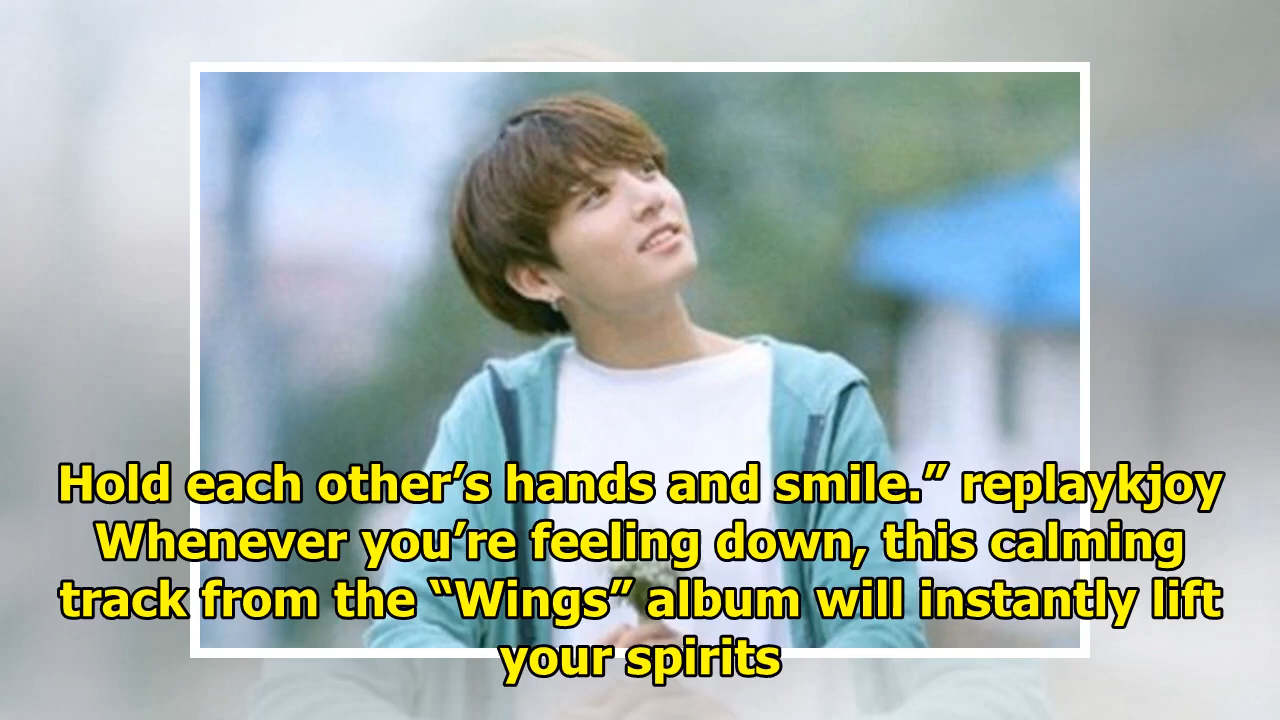 Hold each other’s hands and smile.” replaykjoy
Whenever you’re feeling down, this calming
track from the “Wings” album will instantly lift
your spirits